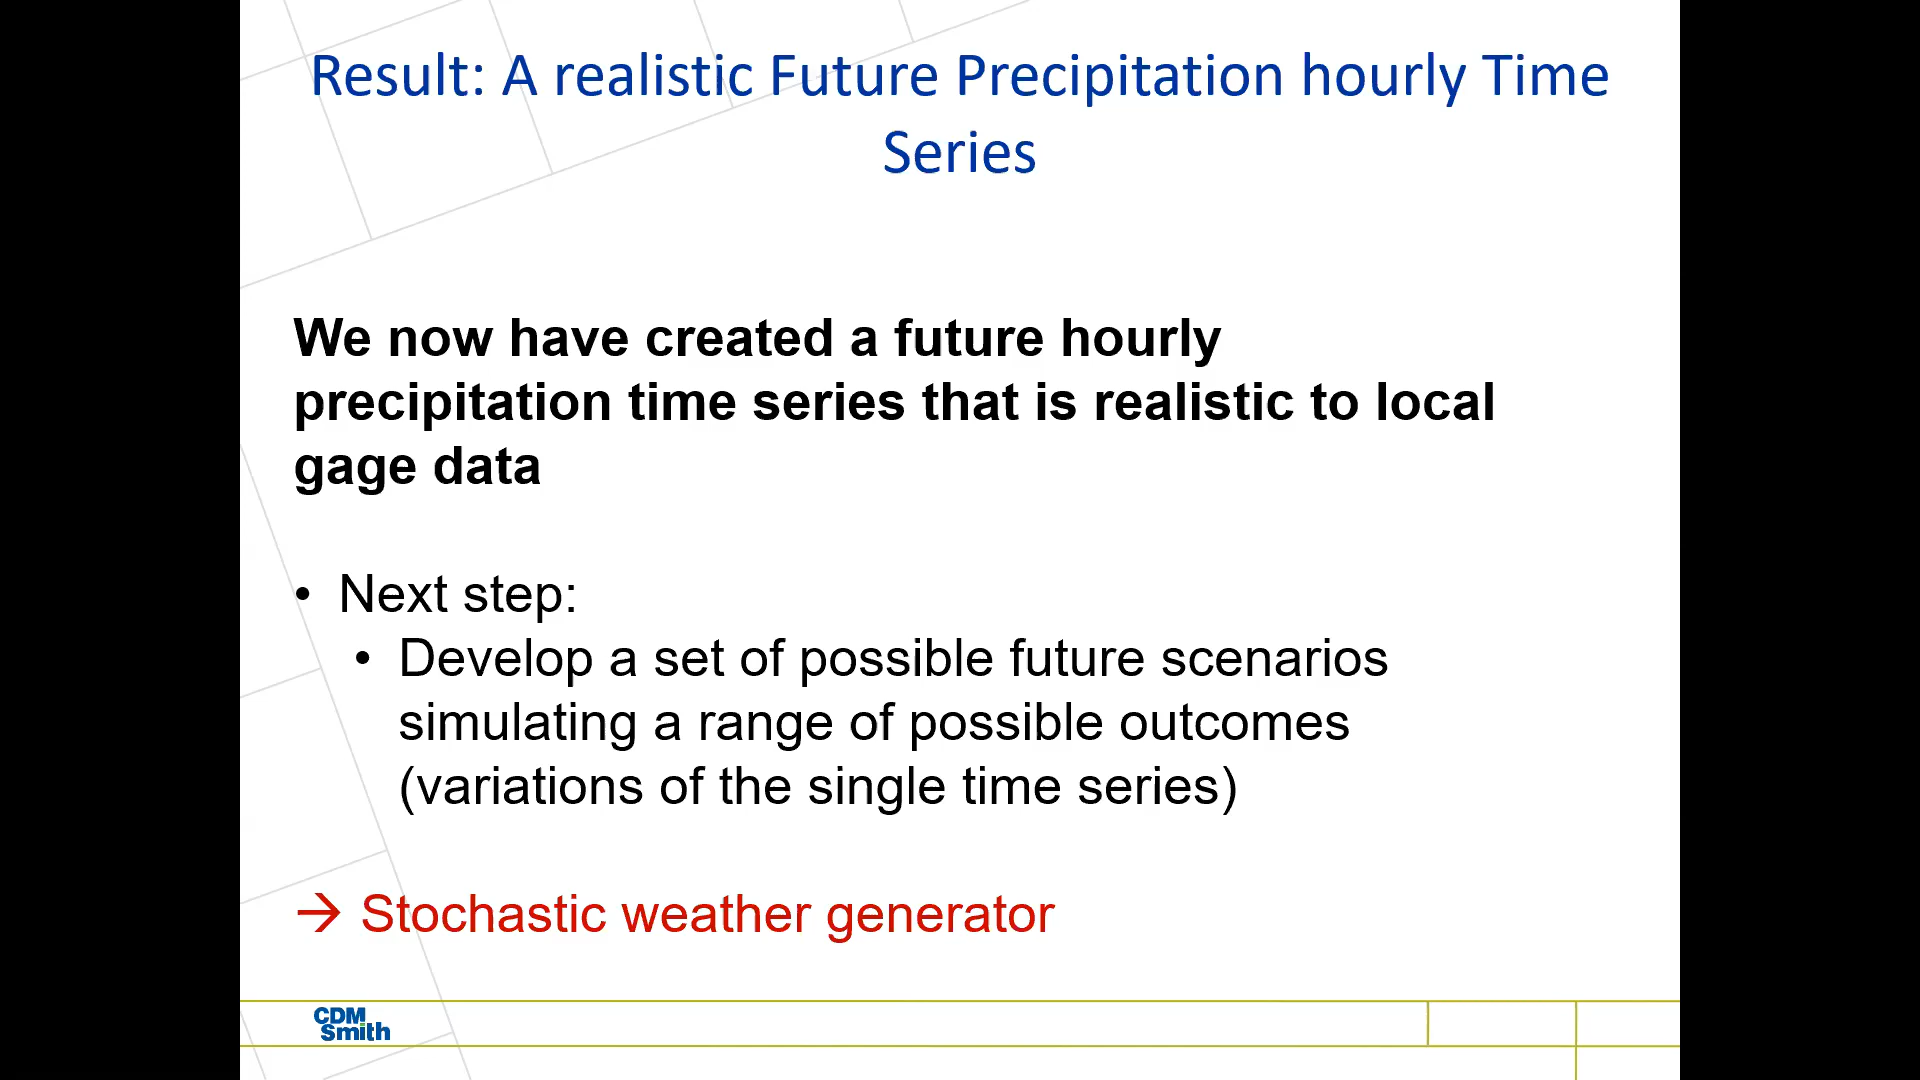 Result: A realistic Future Precipitation hourly Time
Series
We now have created a future hourly
precipitation time series that is realistic to local
gage data
• Next step:
• Develop a set of possible future scenarios
simulating a range of possible outcomes
(variations of the single time series)
→ Stochastic weather generator
CDM
Smith